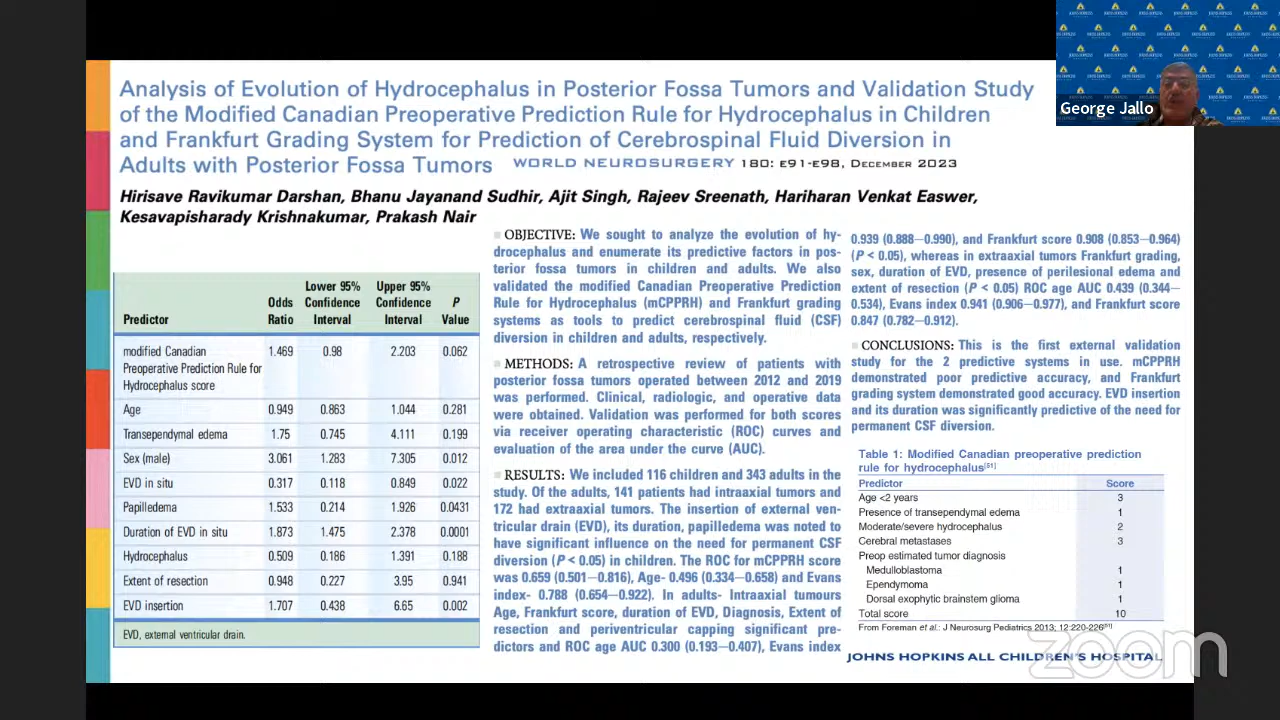 George Jallo
Analysis of Evolution of Hydrocephalus in Posterior Fossa Tumors and Validation Study
of the Modified Canadian Preoperative Prediction Rule for Hydrocephalus in Children
and Frankfurt Grading System for Prediction of Cerebrospinal Fluid Diversion in
Adults with Posterior Fossa Tumors WORLD NEUROSURGERY 180: E91-E98, DECEMBER 2023
Hirisave Ravikumar Darshan, Bhanu Jayanand Sudhir, Ajit Singh, Rajeev Sreenath, Hariharan Venkat Easwer,
Kesavapisharady Krishnakumar, Prakash Nair
Predictor Odds Ratio Lower 95% Confidence Interval Upper 95% Confidence Interval P Value
modified Canadian 1.469 0.98 2.203 0.062
Preoperative Prediction Rule for
Hydrocephalus score
Age 0.949 0.863 1.044 0.281
Transependymal edema 1.75 0.745 4.111 0.199
Sex (male) 3.061 1.283 7.305 0.012
EVD in situ 0.317 0.118 0.849 0.022
Papilledema 1.533 0.214 1.926 0.0431
Duration of EVD in situ 1.873 1.475 2.378 0.0001
Hydrocephalus 0.509 0.186 1.391 0.188
Extent of resection 0.948 0.227 3.95 0.941
EVD insertion 1.707 0.438 6.65 0.002
EVD, external ventricular drain.
OBJECTIVE: We sought to analyze the evolution of hy-
drocephalus and enumerate its predictive factors in pos-
terior fossa tumors in children and adults. We also
validated the modified Canadian Preoperative Prediction
Rule for Hydrocephalus (mCPPRH) and Frankfurt grading
systems as tools to predict cerebrospinal fluid (CSF)
diversion in children and adults, respectively.
METHODS: A retrospective review of patients with
posterior fossa tumors operated between 2012 and 2019
was performed. Clinical, radiologic, and operative data
were obtained. Validation was performed for both scores
via receiver operating characteristic (ROC) curves and
evaluation of the area under the curve (AUC).
RESULTS: We included 116 children and 343 adults in the
study. Of the adults, 141 patients had intraaxial tumors and
172 had extraaxial tumors. The insertion of external ven-
tricular drain (EVD), its duration, papilledema was noted to
have significant influence on the need for permanent CSF
diversion (P < 0.05) in children. The ROC for mCPPRH score
was 0.659 (0.501–0.816), Age- 0.496 (0.334–0.658) and Evans
index- 0.788 (0.654–0.922). In adults- Intraaxial tumours
Age, Frankfurt score, duration of EVD, Diagnosis, Extent of
resection and periventricular capping significant pre-
dictors and ROC age AUC 0.300 (0.193–0.407), Evans index
0.939 (0.888–0.990), and Frankfurt score 0.908 (0.853–0.964)
(P < 0.05), whereas in extraaxial tumors Frankfurt grading,
sex, duration of EVD, presence of perilesional edema and
extent of resection (P < 0.05) ROC age AUC 0.439 (0.344–
0.534), Evans index 0.941 (0.906–0.977), and Frankfurt score
0.847 (0.782–0.912).
CONCLUSIONS: This is the first external validation
study for the 2 predictive systems in use. mCPPRH
demonstrated poor predictive accuracy, and Frankfurt
grading system demonstrated good accuracy. EVD insertion
and its duration was significantly predictive of the need for
permanent CSF diversion.
Table 1: Modified Canadian preoperative prediction
rule for hydrocephalus[51]
Predictor Score
Age <2 years 3
Presence of transependymal edema 1
Moderate/severe hydrocephalus 2
Cerebral metastases 3
Preop estimated tumor diagnosis
Medulloblastoma 1
Ependymoma 1
Dorsal exophytic brainstem glioma 1
Total score 10
From Foreman et al.: J Neurosurg Pediatrics 2013; 12:220-226[51]
JOHNS HOPKINS ALL CHILDREN'S HOSPITAL
zoom